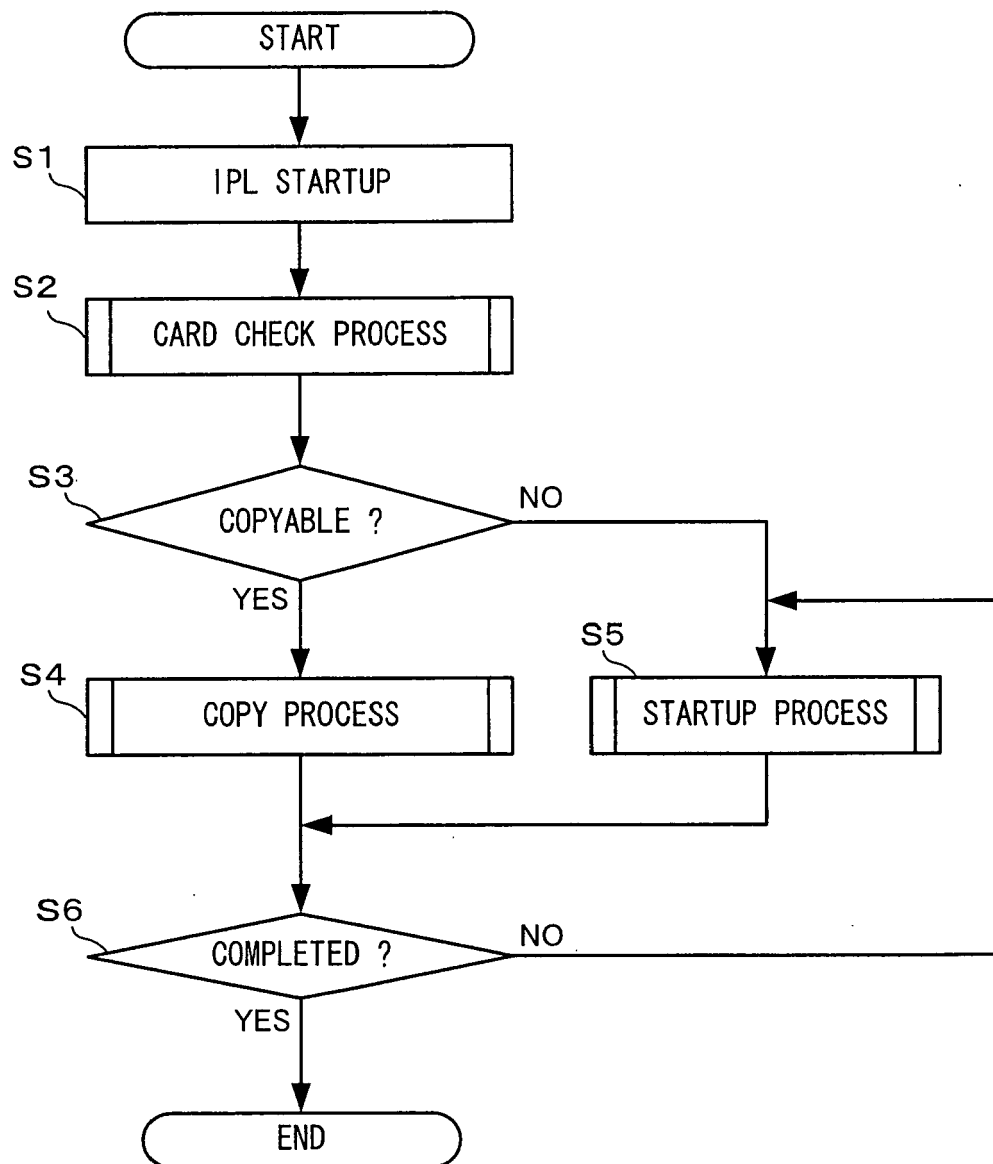 START
S1
IPL STARTUP
S2
CARD CHECK PROCESS
S3
COPYABLE ?
NO
YES
S4
COPY PROCESS
S5
STARTUP PROCESS
S6
COMPLETED ?
NO
YES
END